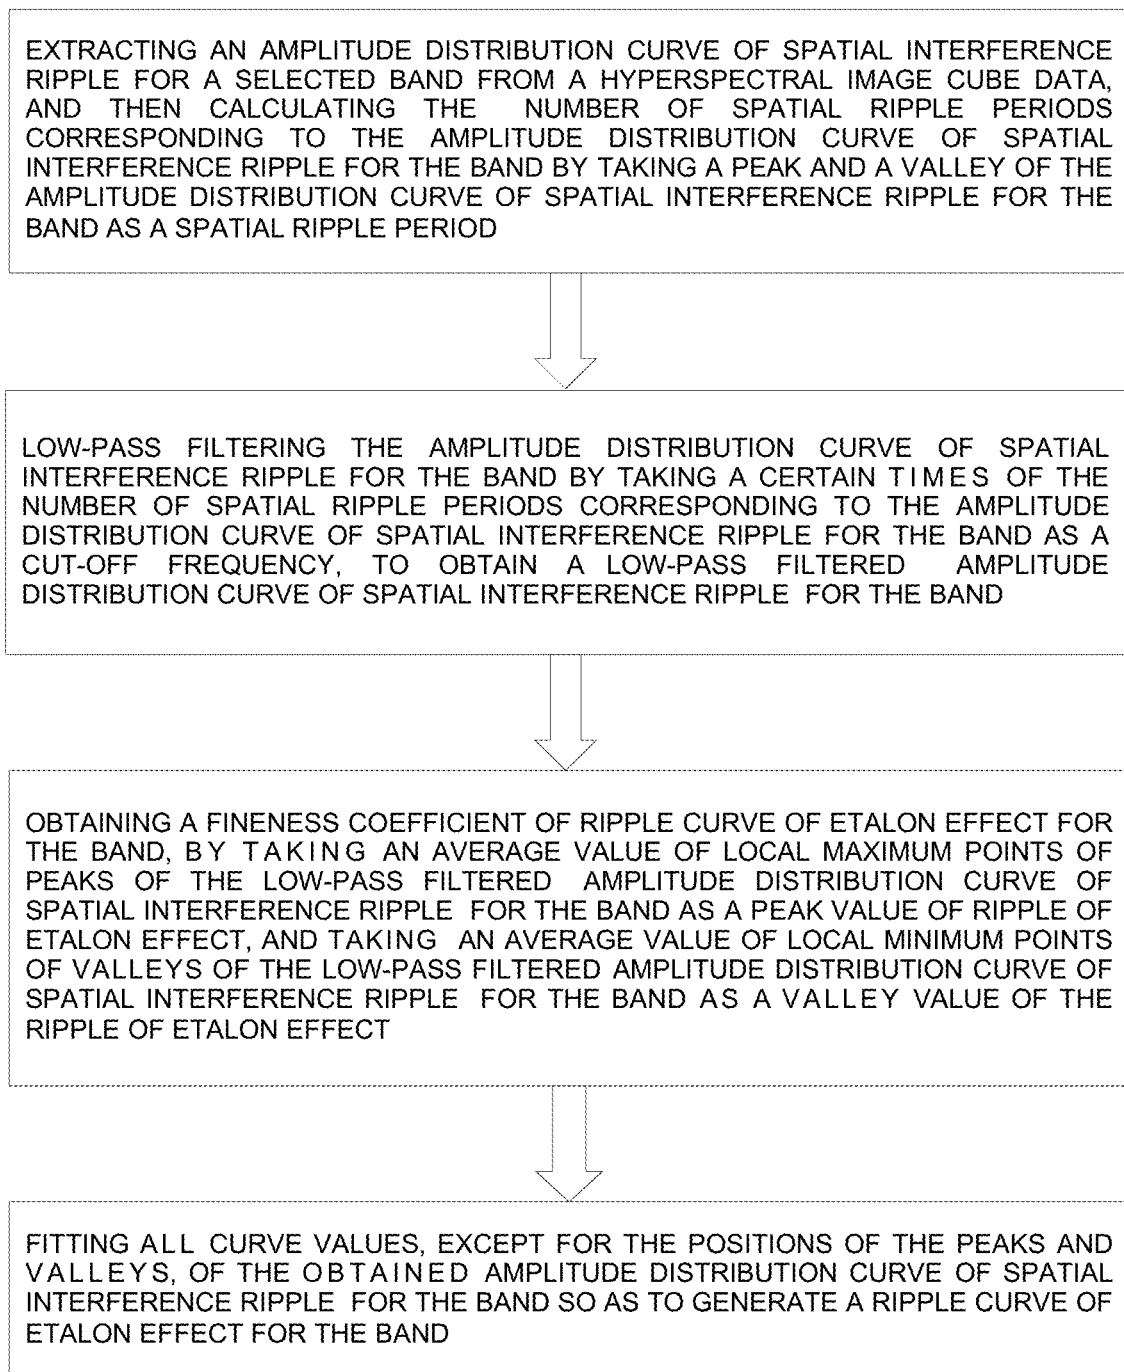 EXTRACTING AN AMPLITUDE DISTRIBUTION CURVE OF SPATIAL INTERFERENCE
RIPPLE FOR A SELECTED BAND FROM A HYPERSPECTRAL IMAGE CUBE DATA,
AND THEN CALCULATING THE NUMBER OF SPATIAL RIPPLE PERIODS
CORRESPONDING TO THE AMPLITUDE DISTRIBUTION CURVE OF SPATIAL
INTERFERENCE RIPPLE FOR THE BAND BY TAKING A PEAK AND A VALLEY OF THE
AMPLITUDE DISTRIBUTION CURVE OF SPATIAL INTERFERENCE RIPPLE FOR THE
BAND AS A SPATIAL RIPPLE PERIOD
LOW-PASS FILTERING THE AMPLITUDE DISTRIBUTION CURVE OF SPATIAL
INTERFERENCE RIPPLE FOR THE BAND BY TAKING A CERTAIN TIMES OF THE
NUMBER OF SPATIAL RIPPLE PERIODS CORRESPONDING TO THE AMPLITUDE
DISTRIBUTION CURVE OF SPATIAL INTERFERENCE RIPPLE FOR THE BAND AS A
CUT-OFF FREQUENCY, TO OBTAIN A LOW-PASS FILTERED AMPLITUDE
DISTRIBUTION CURVE OF SPATIAL INTERFERENCE RIPPLE FOR THE BAND
OBTAINING A FINENESS COEFFICIENT OF RIPPLE CURVE OF ETALON EFFECT FOR
THE BAND, BY TAKING AN AVERAGE VALUE OF LOCAL MAXIMUM POINTS OF
PEAKS OF THE LOW-PASS FILTERED AMPLITUDE DISTRIBUTION CURVE OF
SPATIAL INTERFERENCE RIPPLE FOR THE BAND AS A PEAK VALUE OF RIPPLE OF
ETALON EFFECT, AND TAKING AN AVERAGE VALUE OF LOCAL MINIMUM POINTS
OF VALLEYS OF THE LOW-PASS FILTERED AMPLITUDE DISTRIBUTION CURVE OF
SPATIAL INTERFERENCE RIPPLE FOR THE BAND AS A VALLEY VALUE OF THE
RIPPLE OF ETALON EFFECT
FITTING ALL CURVE VALUES, EXCEPT FOR THE POSITIONS OF THE PEAKS AND
VALLEYS, OF THE OBTAINED AMPLITUDE DISTRIBUTION CURVE OF SPATIAL
INTERFERENCE RIPPLE FOR THE BAND SO AS TO GENERATE A RIPPLE CURVE OF
ETALON EFFECT FOR THE BAND